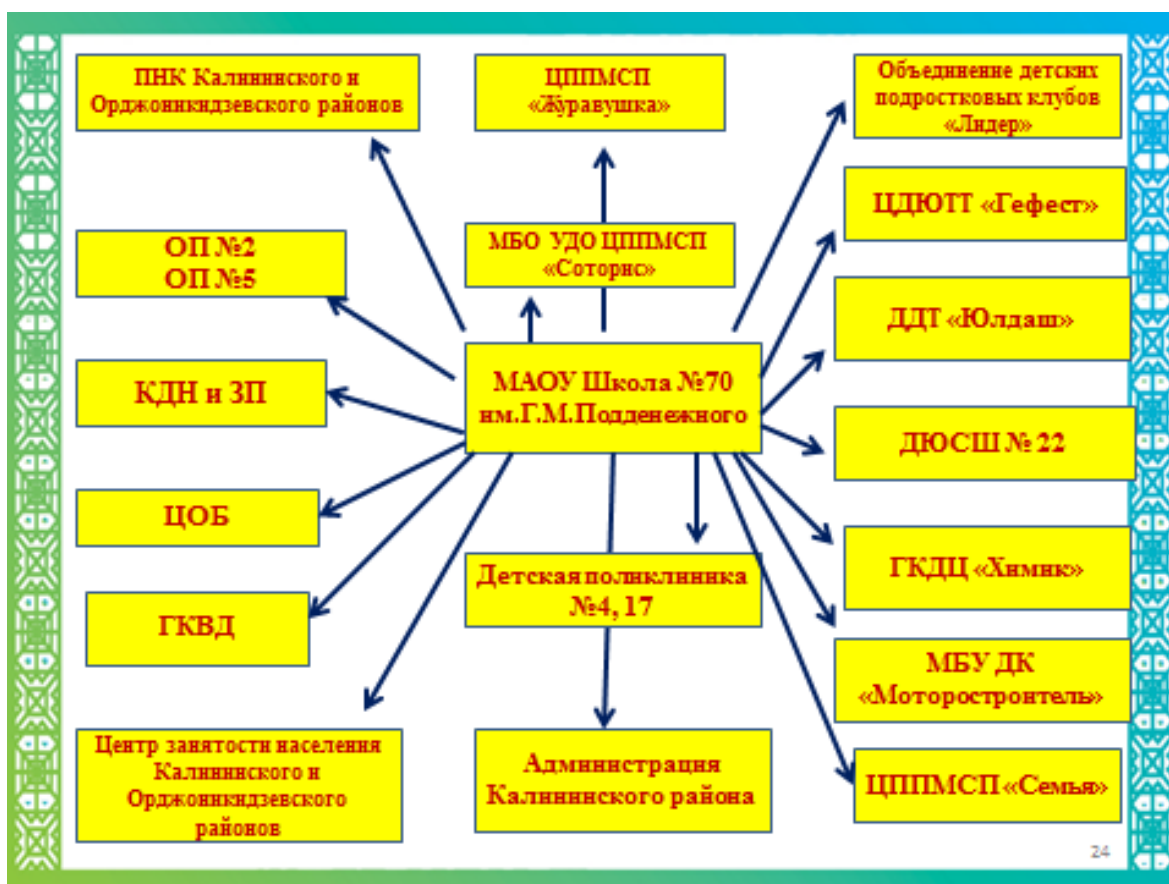 ПНК Калининского и
Орджоникидзевского районов
ЦППМСП
«Журавушка»
Объединение детских
подростковых клубов
«Лидер»
ЦДЮТТ «Гефест»
ОП №2
ОП №5
МБО УДО ЦППМСП
«Соторис»
ДДТ «Юлдаш»
МАОУ Школа №70
им.Г.М.Подденежного
КДН и ЗП
ДЮСШ № 22
ЦОБ
ГКДЦ «Химик»
Детская поликлиника
№4, 17
ГКВД
МБУ ДК
«Моторостроитель»
Центр занятости населения
Калининского и
Орджоникидзевского
районов
Администрация
Калининского района
ЦППМСП «Семья»
24